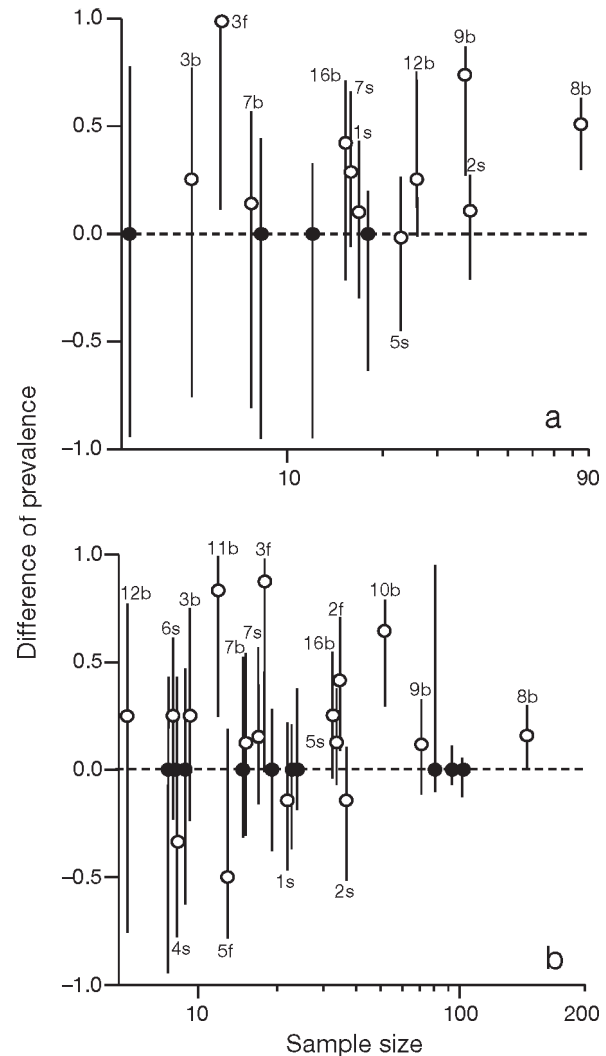 1.0
3f
9b
3b
12b
16b
7s
8b
7b
0.5
1s
2s
0.0
5s
–0.5
a
–1.0
10
90
Difference of prevalence
1.0
11b
3f
12b
3b
10b
6s
2f
7s
7b
16b
0.5
9b
8b
5s
0.0
1s
–0.5
2s
4s
5f
b
–1.0
10
100
200
Sample size